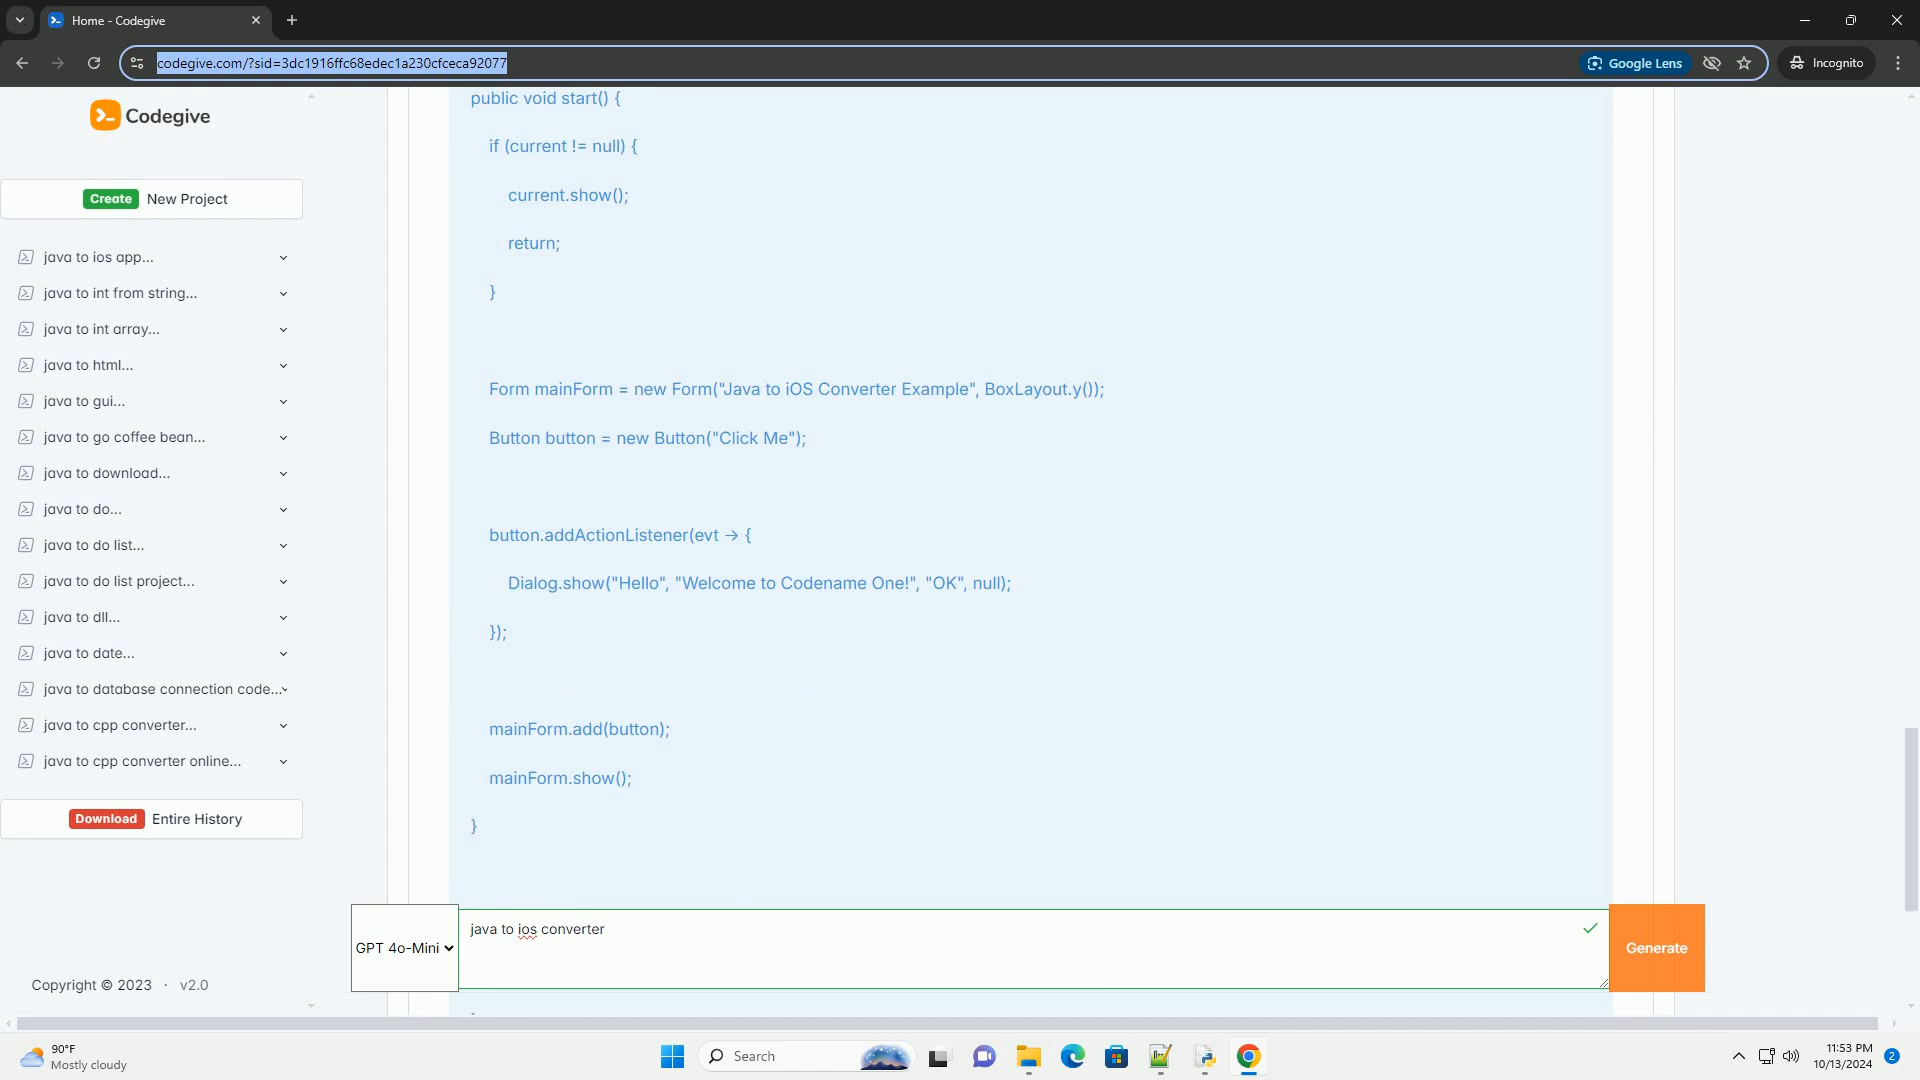 Home - Codegive
codegive.com/?sid=3dc1916ffc68edec1a230cfceca92077
Google Lens
Incognito
Codegive
Create New Project
java to ios app...
java to int from string...
java to int array...
java to html...
java to gui...
java to go coffee bean...
java to download...
java to do...
java to do list...
java to do list project...
java to dll...
java to date...
java to database connection code...
java to cpp converter...
java to cpp converter online...
Download Entire History
Copyright © 2023 · v2.0
public void start() {
if (current != null) {
current.show();
return;
}
Form mainForm = new Form("Java to iOS Converter Example", BoxLayout.y());
Button button = new Button("Click Me");
button.addActionListener(evt -> {
Dialog.show("Hello", "Welcome to Codename One!", "OK", null);
});
mainForm.add(button);
mainForm.show();
}
GPT 4o-Mini
java to ios converter
Generate
90°F
Mostly cloudy
Search
11:53 PM
10/13/2024
2